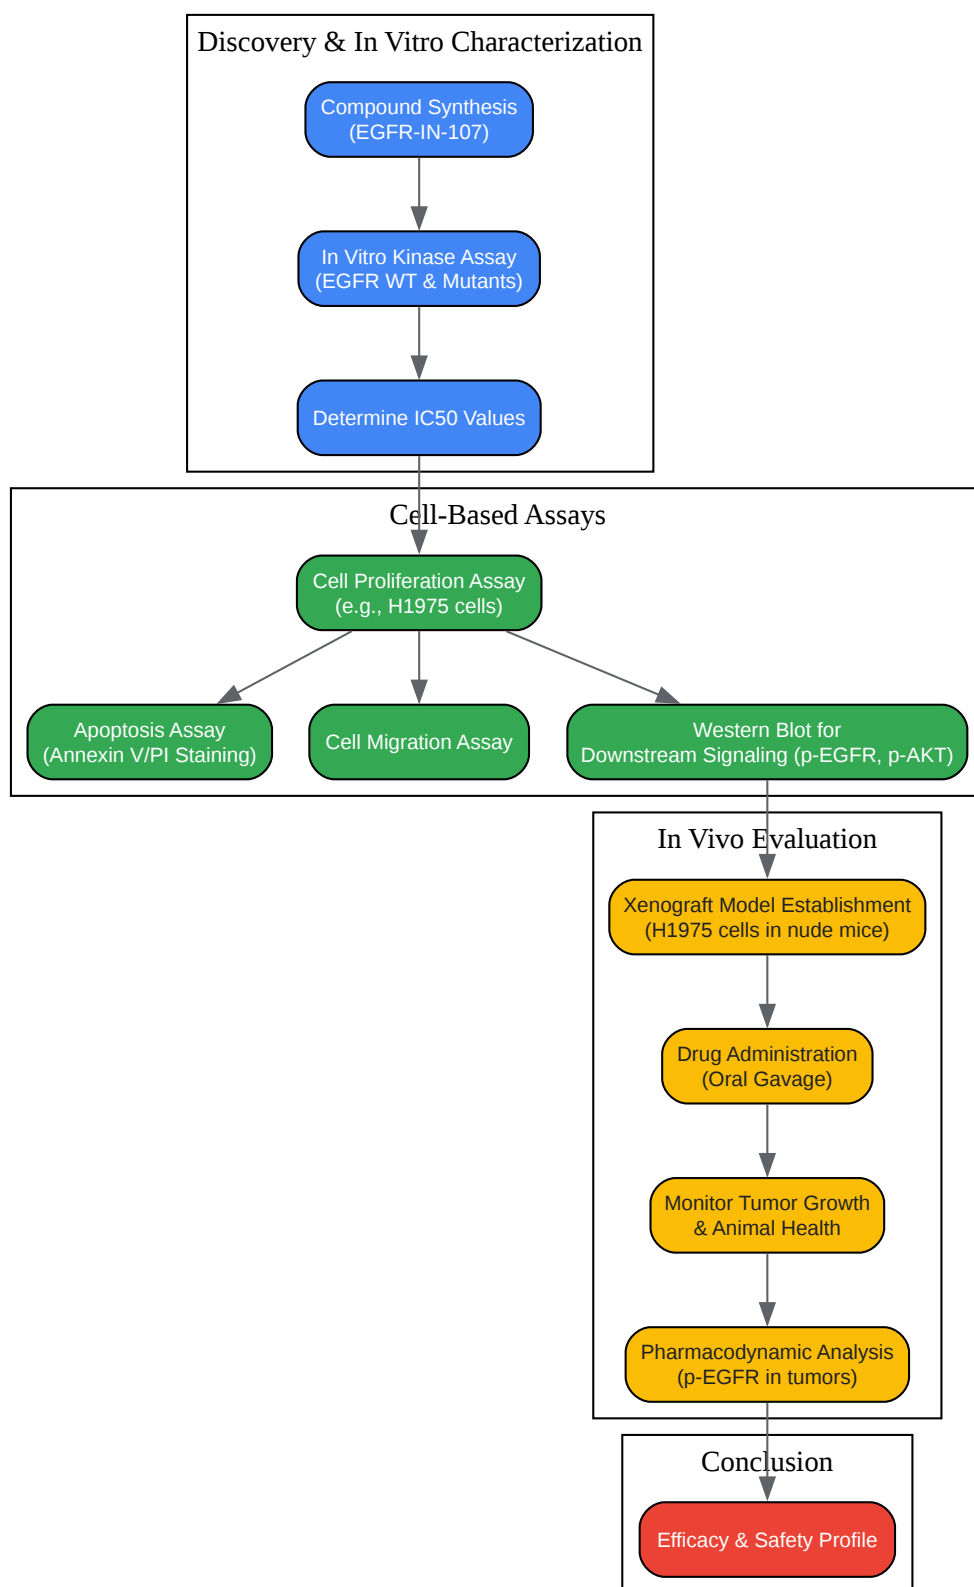 Discovery & In Vitro Characterization
Compound Synthesis
(EGFR-IN-107)
In Vitro Kinase Assay
(EGFR WT & Mutants)
Determine IC50 Values
Cell-Based Assays
Cell Proliferation Assay
(e.g., H1975 cells)
Apoptosis Assay
(Annexin V/PI Staining)
Cell Migration Assay
Western Blot for
Downstream Signaling (p-EGFR, p-AKT)
In Vivo Evaluation
Xenograft Model Establishment
(H1975 cells in nude mice)
Drug Administration
(Oral Gavage)
Monitor Tumor Growth
& Animal Health
Pharmacodynamic Analysis
(p-EGFR in tumors)
Conclusion
Efficacy & Safety Profile